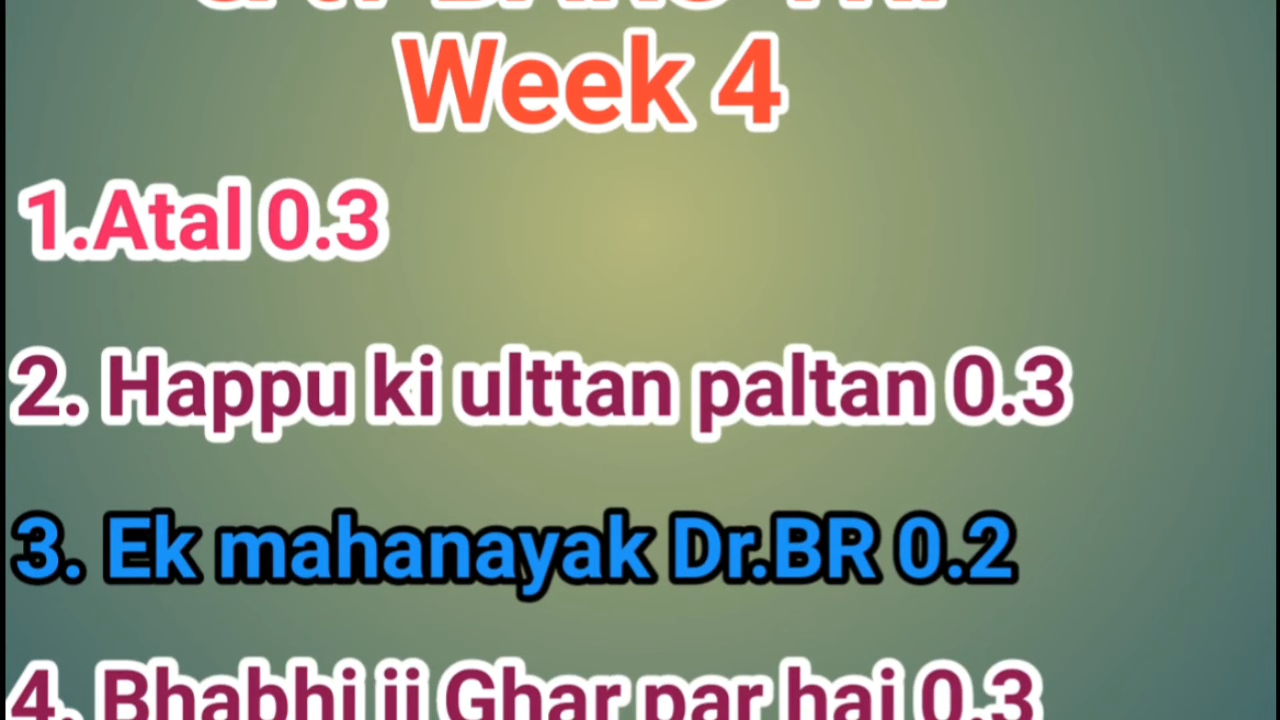 Week 4
1.Atal 0.3
2. Happu ki ulttan paltan 0.3
3. Ek mahanayak Dr.BR 0.2
4. Bhabhi ji Ghar par hai 0.3